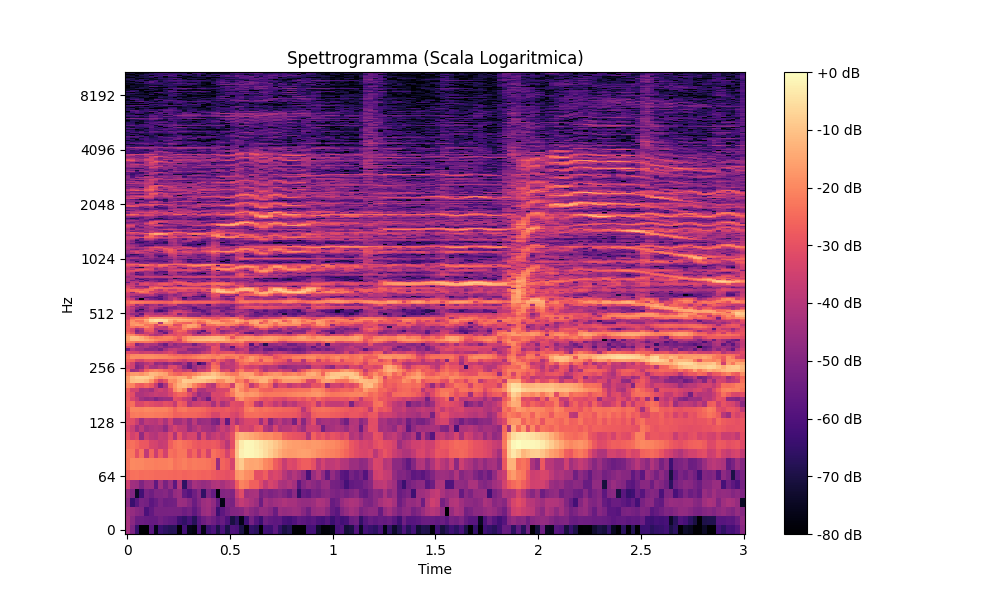 Spettrogramma (Scala Logaritmica)
8192
4096
2048
1024
512
256
128
64
0
Hz
0
0.5
1
1.5
2
2.5
3
Time
+0 dB
-10 dB
-20 dB
-30 dB
-40 dB
-50 dB
-60 dB
-70 dB
-80 dB